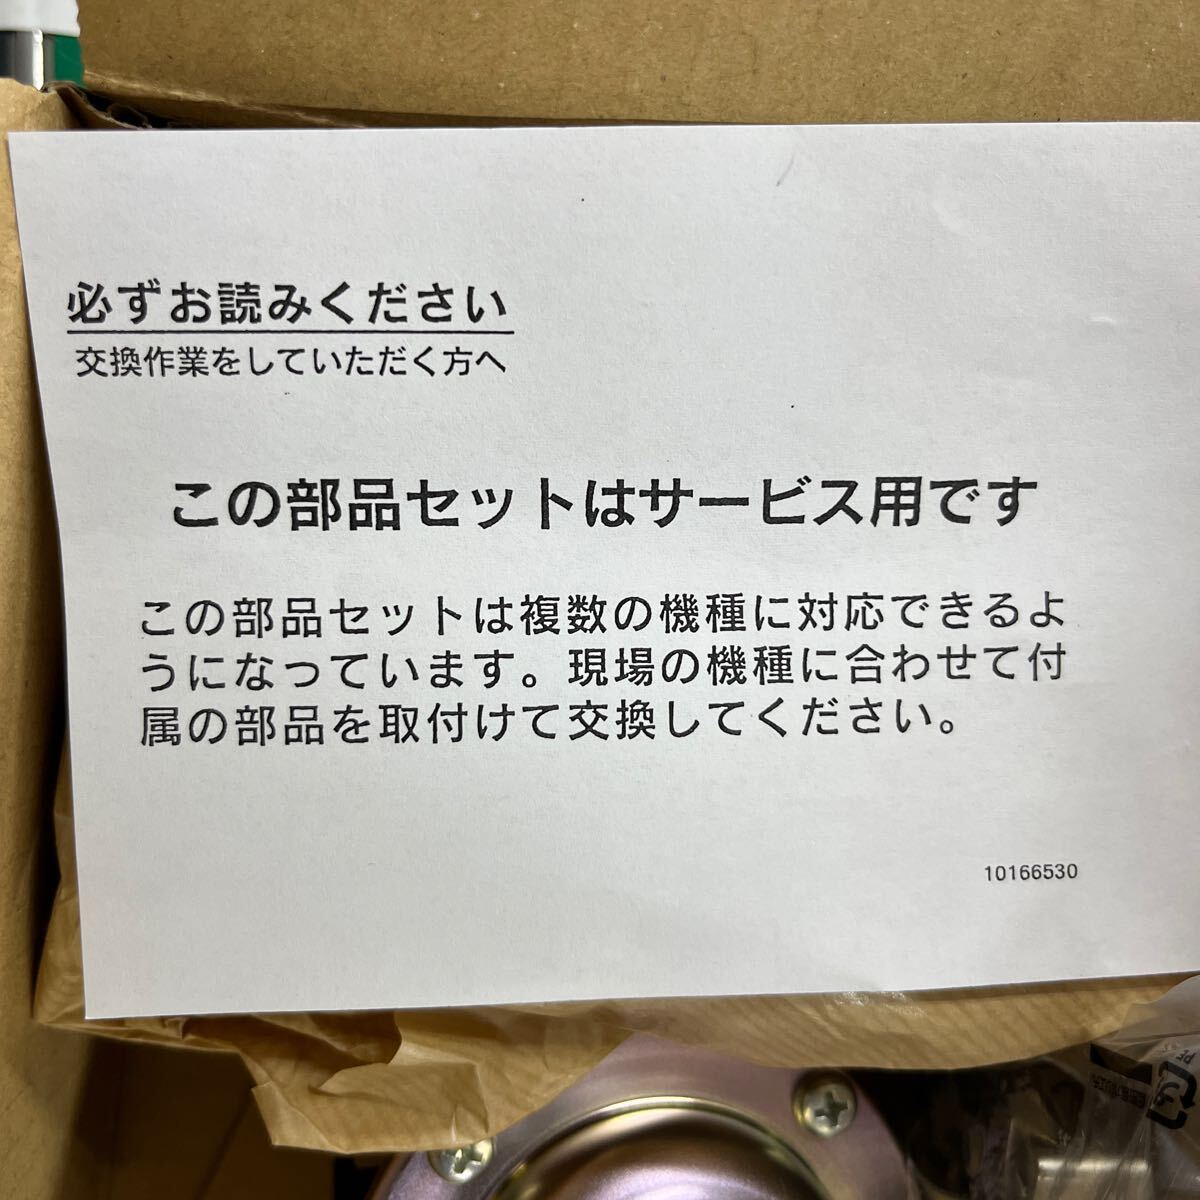 必ずお読みください
交換作業をしていただく方へ
この部品セットはサービス用です
この部品セットは複数の機種に対応できるよ
うになっています。現場の機種に合わせて付
属の部品を取付けて交換してください。
10166530
PE